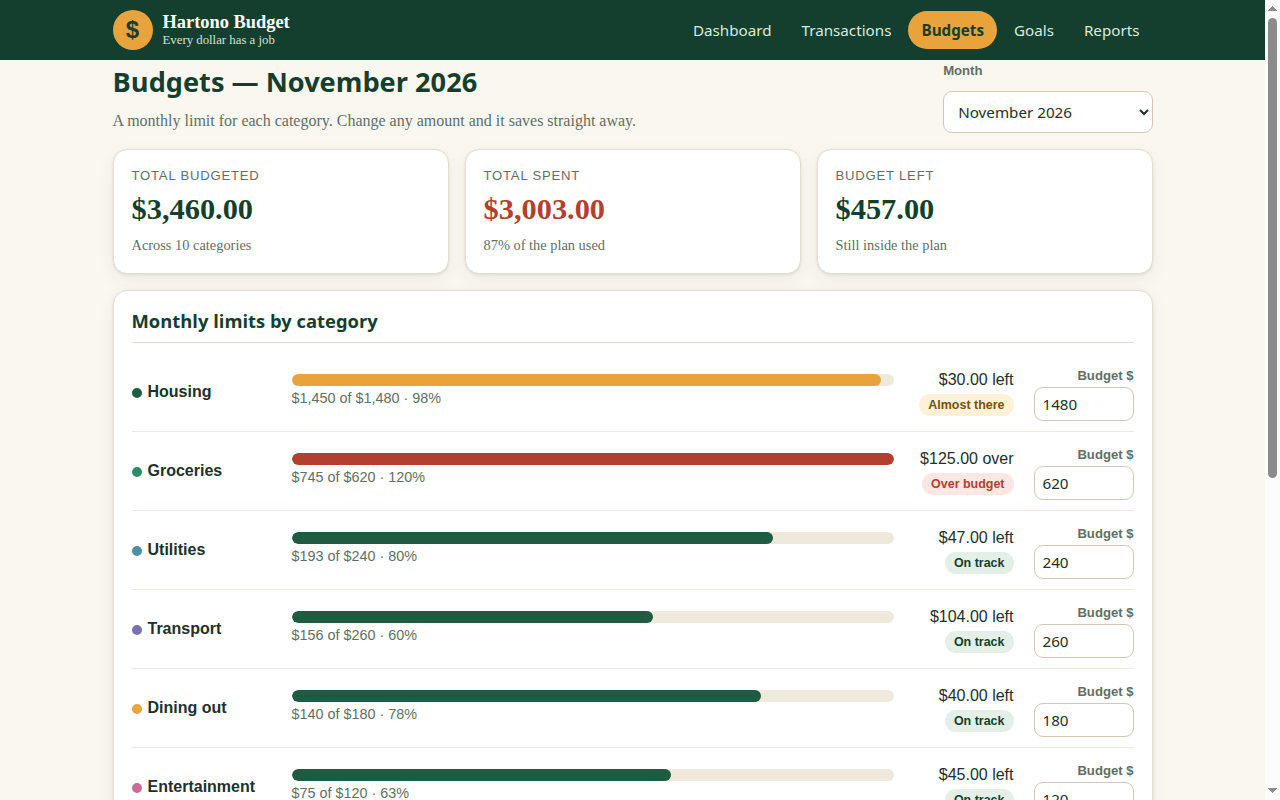 $
Hartono Budget
Every dollar has a job
Dashboard
Transactions
Budgets
Goals
Reports
Budgets — November 2026
A monthly limit for each category. Change any amount and it saves straight away.
Month
November 2026
TOTAL BUDGETED
$3,460.00
Across 10 categories
TOTAL SPENT
$3,003.00
87% of the plan used
BUDGET LEFT
$457.00
Still inside the plan
Monthly limits by category
Housing
$1,450 of $1,480 · 98%
$30.00 left
Almost there
Budget $
1480
Groceries
$745 of $620 · 120%
$125.00 over
Over budget
Budget $
620
Utilities
$193 of $240 · 80%
$47.00 left
On track
Budget $
240
Transport
$156 of $260 · 60%
$104.00 left
On track
Budget $
260
Dining out
$140 of $180 · 78%
$40.00 left
On track
Budget $
180
Entertainment
$75 of $120 · 63%
$45.00 left
On track
Budget $
120